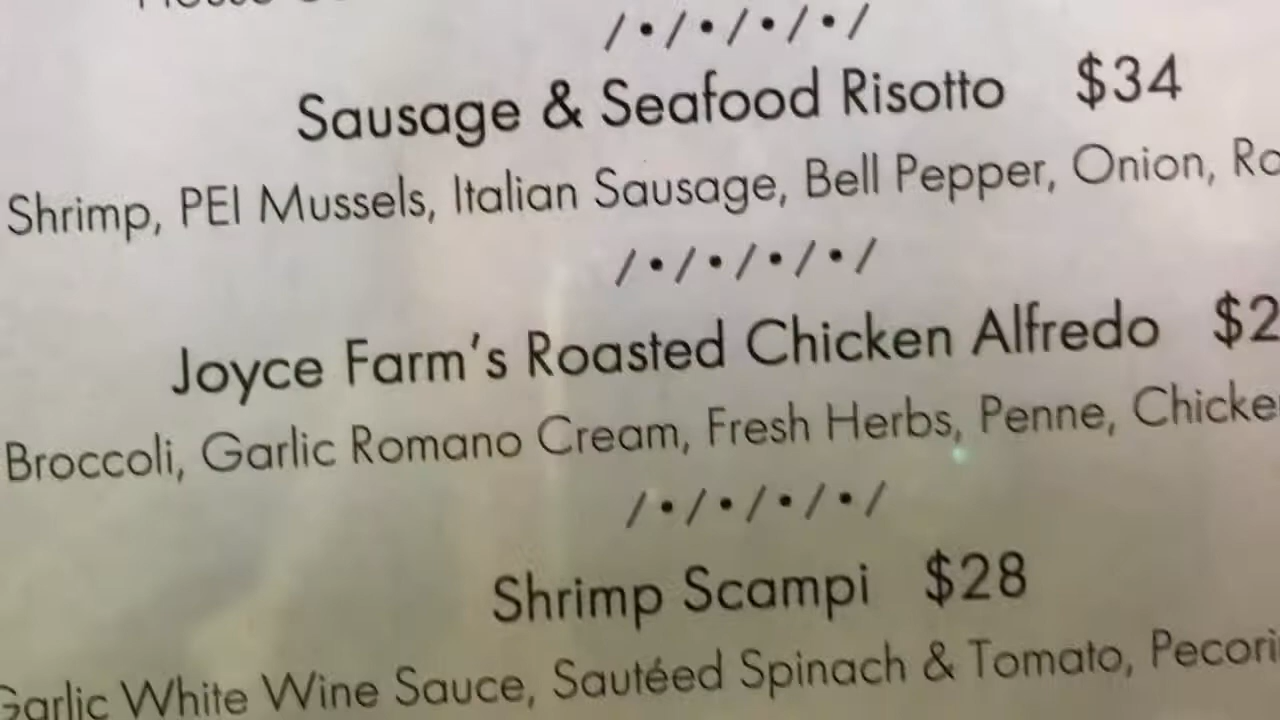 /•/•/•/•/
Sausage & Seafood Risotto $34
Shrimp, PEI Mussels, Italian Sausage, Bell Pepper, Onion,
/•/•/•/•/
Joyce Farm's Roasted Chicken Alfredo $2
Broccoli, Garlic Romano Cream, Fresh Herbs, Penne,
/•/•/•/•/
Shrimp Scampi $28
Garlic White Wine Sauce, Sautéed Spinach & Tomato,